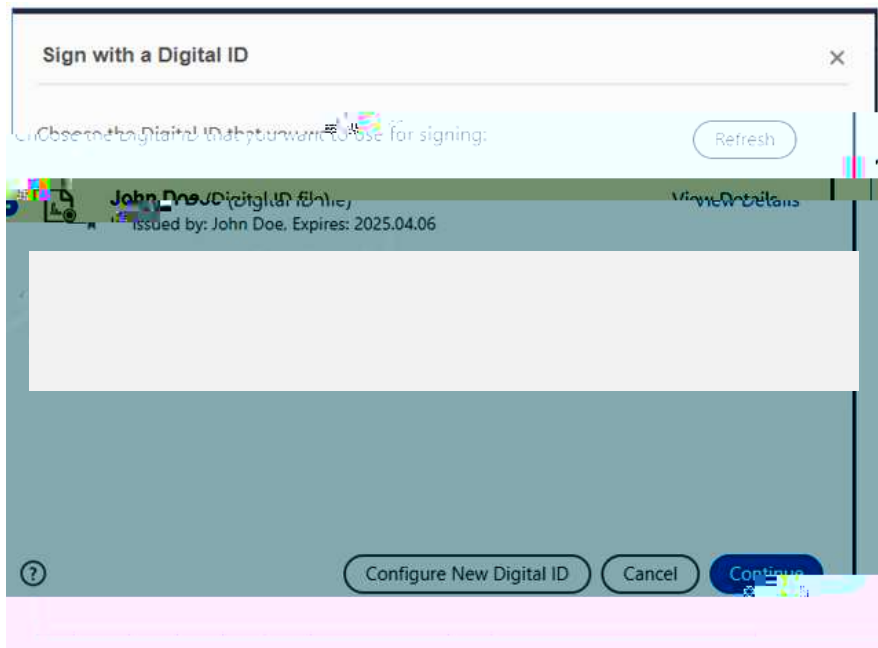 Sign with a Digital ID
Choose the Digital ID that you want to use for signing:
Refresh
John Doe (Digital ID file)
View Details
Issued by: John Doe, Expires: 2025.04.06
Configure New Digital ID
Cancel
Continue